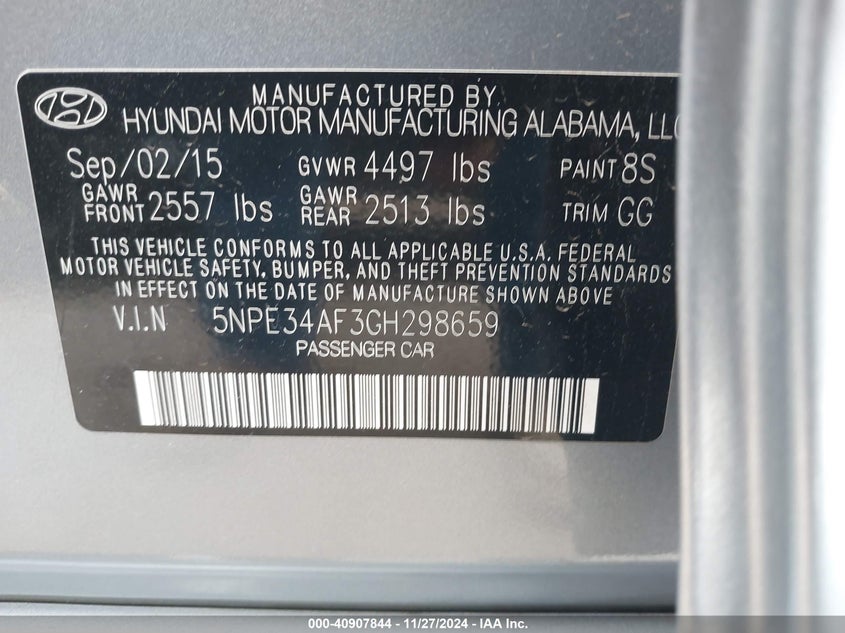 MANUFACTURED BY
HYUNDAI MOTOR MANUFACTURING ALABAMA, LLC
Sep/02/15 GVWR 4497 lbs PAINT 8S
GAWR FRONT 2557 lbs GAWR REAR 2513 lbs TRIM GG
THIS VEHICLE CONFORMS TO ALL APPLICABLE U.S.A. FEDERAL
MOTOR VEHICLE SAFETY, BUMPER, AND THEFT PREVENTION STANDARDS
IN EFFECT ON THE DATE OF MANUFACTURE SHOWN ABOVE
V.I.N 5NPE34AF3GH298659
PASSENGER CAR
000-40907844 | 11/27/2024 - IAA Inc.